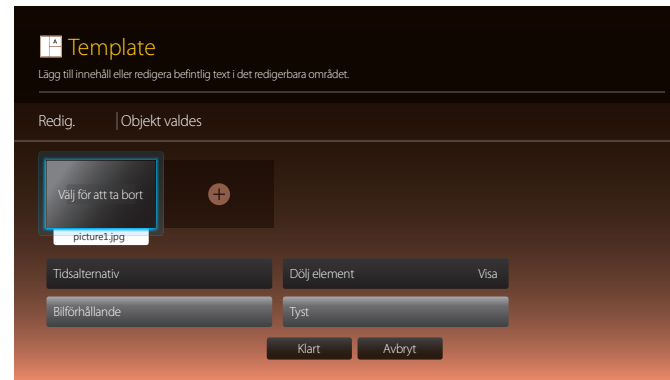 A
Template
Lägg till innehåll eller redigera befintlig text i det redigerbara området.
Redig. Objekt valdes
Välj för att ta bort
picture1.jpg
Tidsalternativ Dölj element Visa
Bilförhållande Tyst
Klart Avbryt